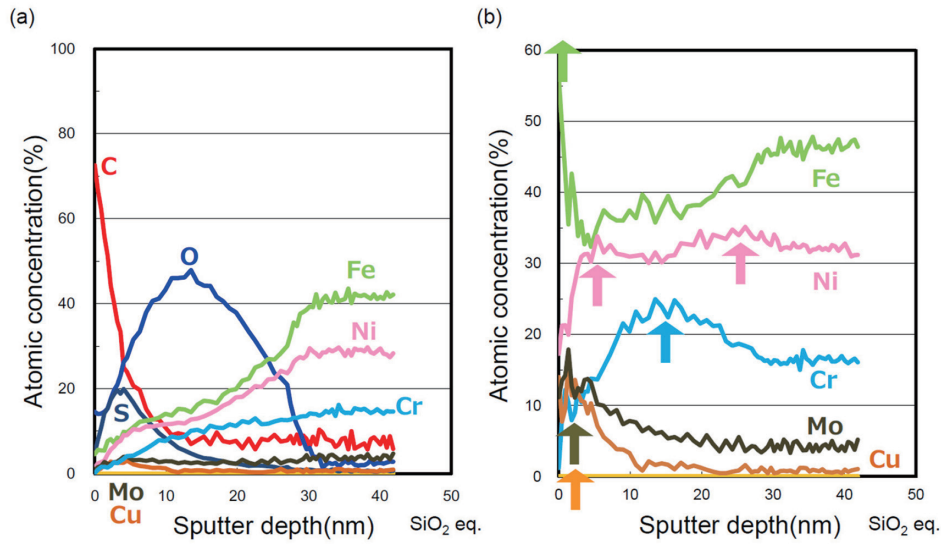 (a)
100
80
60
40
20
0
Atomic concentration(%)
C
O
S
Fe
Ni
Cr
Mo
Cu
0 10 20 30 40 50
Sputter depth(nm) SiO2 eq.
(b)
60
50
40
30
20
10
0
Atomic concentration(%)
Fe
Ni
Cr
Mo
Cu
0 10 20 30 40 50
Sputter depth(nm) SiO2 eq.